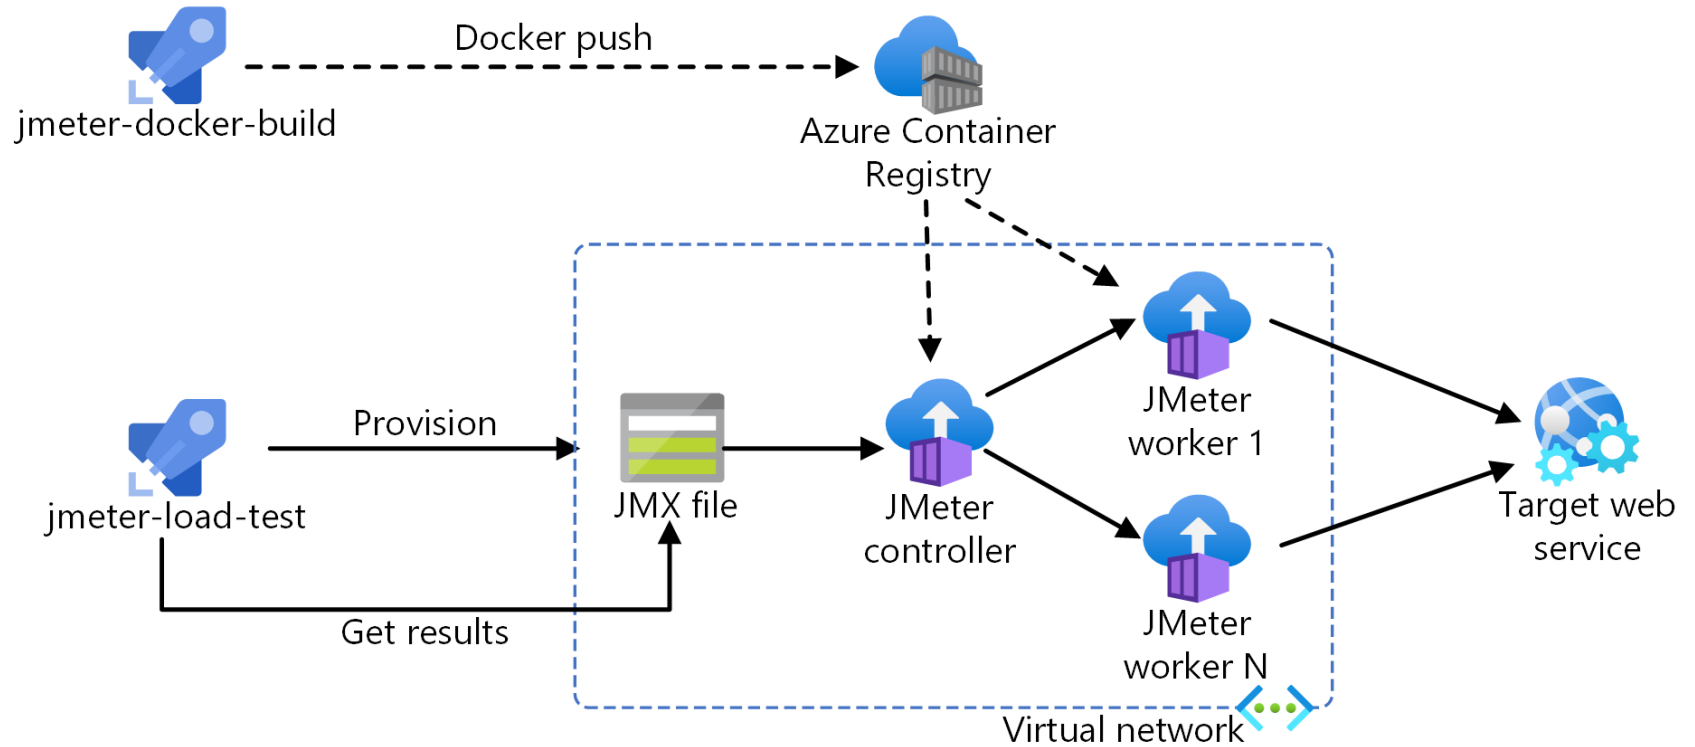 Docker push
jmeter-docker-build
Azure Container
Registry
Provision
jmeter-load-test
Get results
JMX file
JMeter
controller
JMeter
worker 1
JMeter
worker N
Target web
service
Virtual network